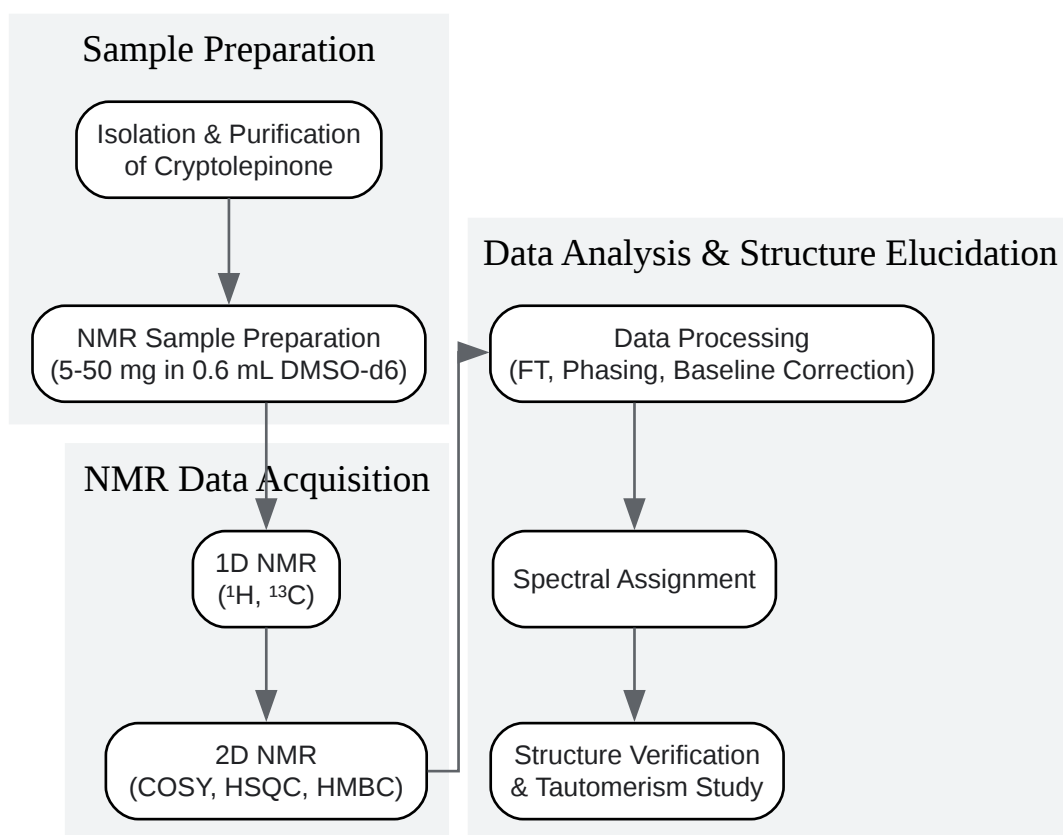 Sample Preparation
Isolation & Purification
of Cryptolepinone
NMR Sample Preparation
(5-50 mg in 0.6 mL DMSO-d6)
NMR Data Acquisition
1D NMR
(¹H, ¹³C)
2D NMR
(COSY, HSQC, HMBC)
Data Analysis & Structure Elucidation
Data Processing
(FT, Phasing, Baseline Correction)
Spectral Assignment
Structure Verification
& Tautomerism Study